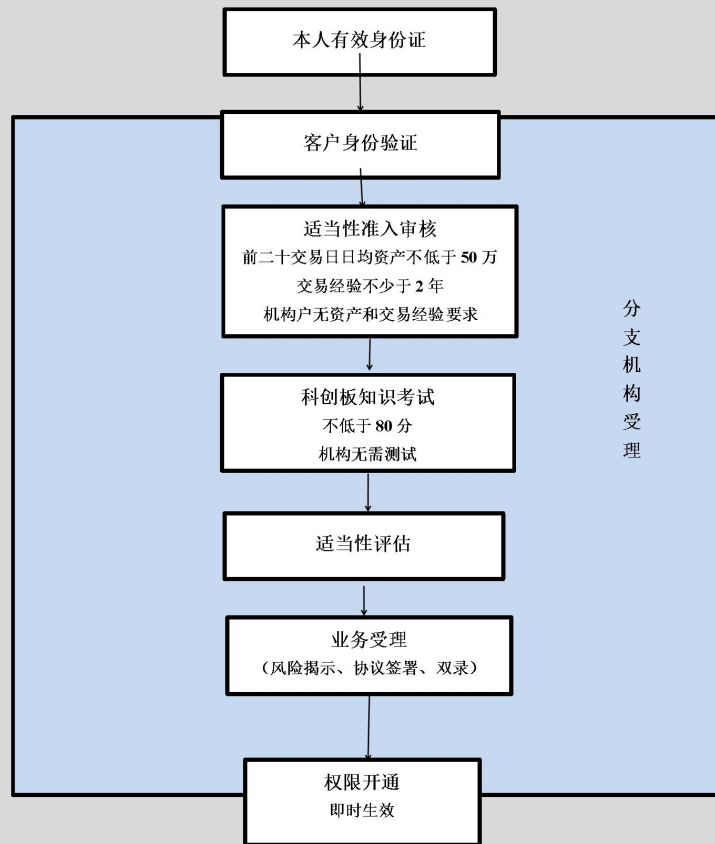 本人有效身份证
客户身份验证
适当性准入审核
前二十交易日日均资产不低于 50 万
交易经验不少于 2 年
机构户无资产和交易经验要求
科创板知识考试
不低于 80 分
机构无需测试
适当性评估
业务受理
（风险揭示、协议签署、双录）
权限开通
即时生效
分支机构受理